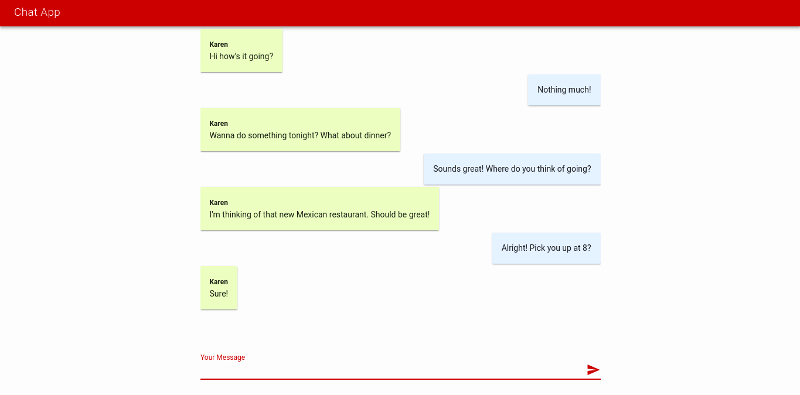 Chat App
Karen
Hi how's it going?
Nothing much!
Karen
Wanna do something tonight? What about dinner?
Sounds great! Where do you think of going?
Karen
I'm thinking of that new Mexican restaurant. Should be great!
Alright! Pick you up at 8?
Karen
Sure!
Your Message